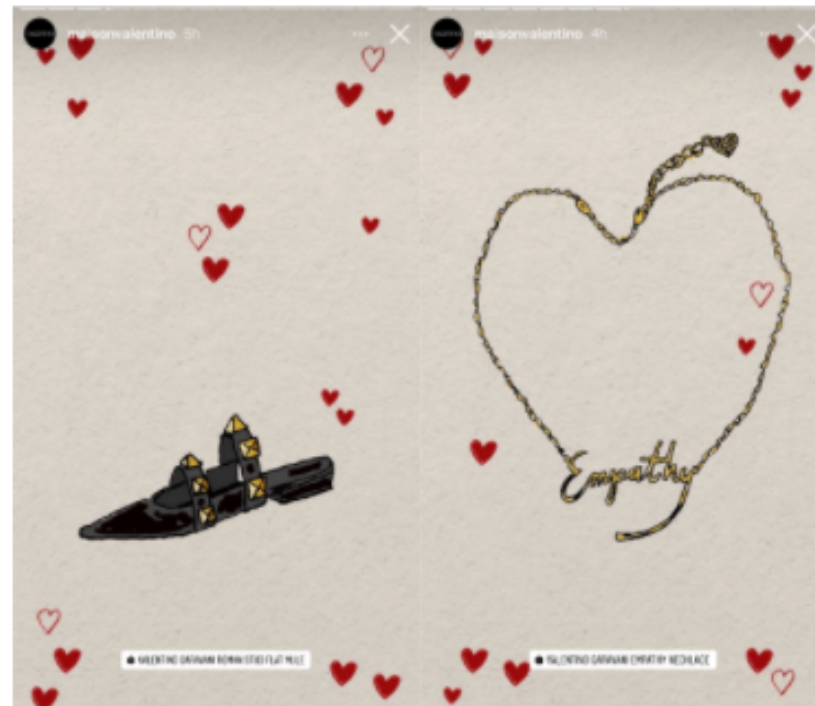 maisonvalentino 5h
VALENTINO GARAVANI ROMAN STUD FLAT MULE
maisonvalentino 4h
Empathy
VALENTINO GARAVANI EMPATHY NECKLACE